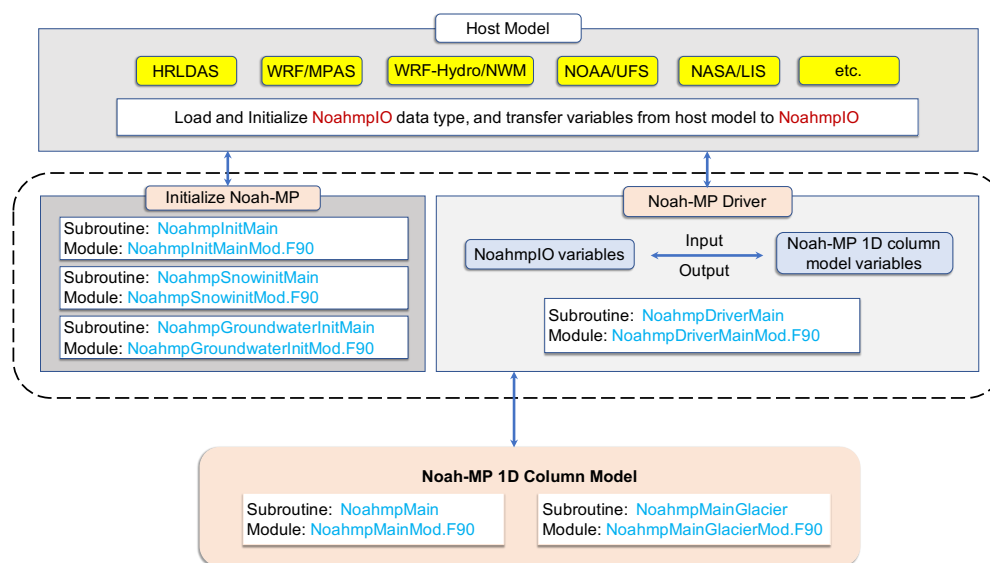 Host Model
HRLDAS
WRF/MPAS
WRF-Hydro/NWM
NOAA/UFS
NASA/LIS
etc.
Load and Initialize NoahmpIO data type, and transfer variables from host model to NoahmpIO
Initialize Noah-MP
Subroutine: NoahmpInitMain
Module: NoahmpInitMainMod.F90
Subroutine: NoahmpSnowinitMain
Module: NoahmpSnowinitMod.F90
Subroutine: NoahmpGroundwaterInitMain
Module: NoahmpGroundwaterInitMod.F90
Noah-MP Driver
NoahmpIO variables
Input
Output
Noah-MP 1D column
model variables
Subroutine: NoahmpDriverMain
Module: NoahmpDriverMainMod.F90
Noah-MP 1D Column Model
Subroutine: NoahmpMain
Module: NoahmpMainMod.F90
Subroutine: NoahmpMainGlacier
Module: NoahmpMainGlacierMod.F90